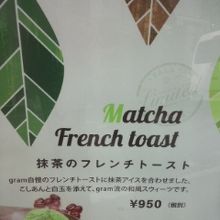 Matcha
French toast
抹茶のフレンチトースト
gram自慢のフレンチトーストに抹茶アイスを合わせました。
こしあんと白玉を添えて、gram流の和風スウィーツです。
¥950（税別）